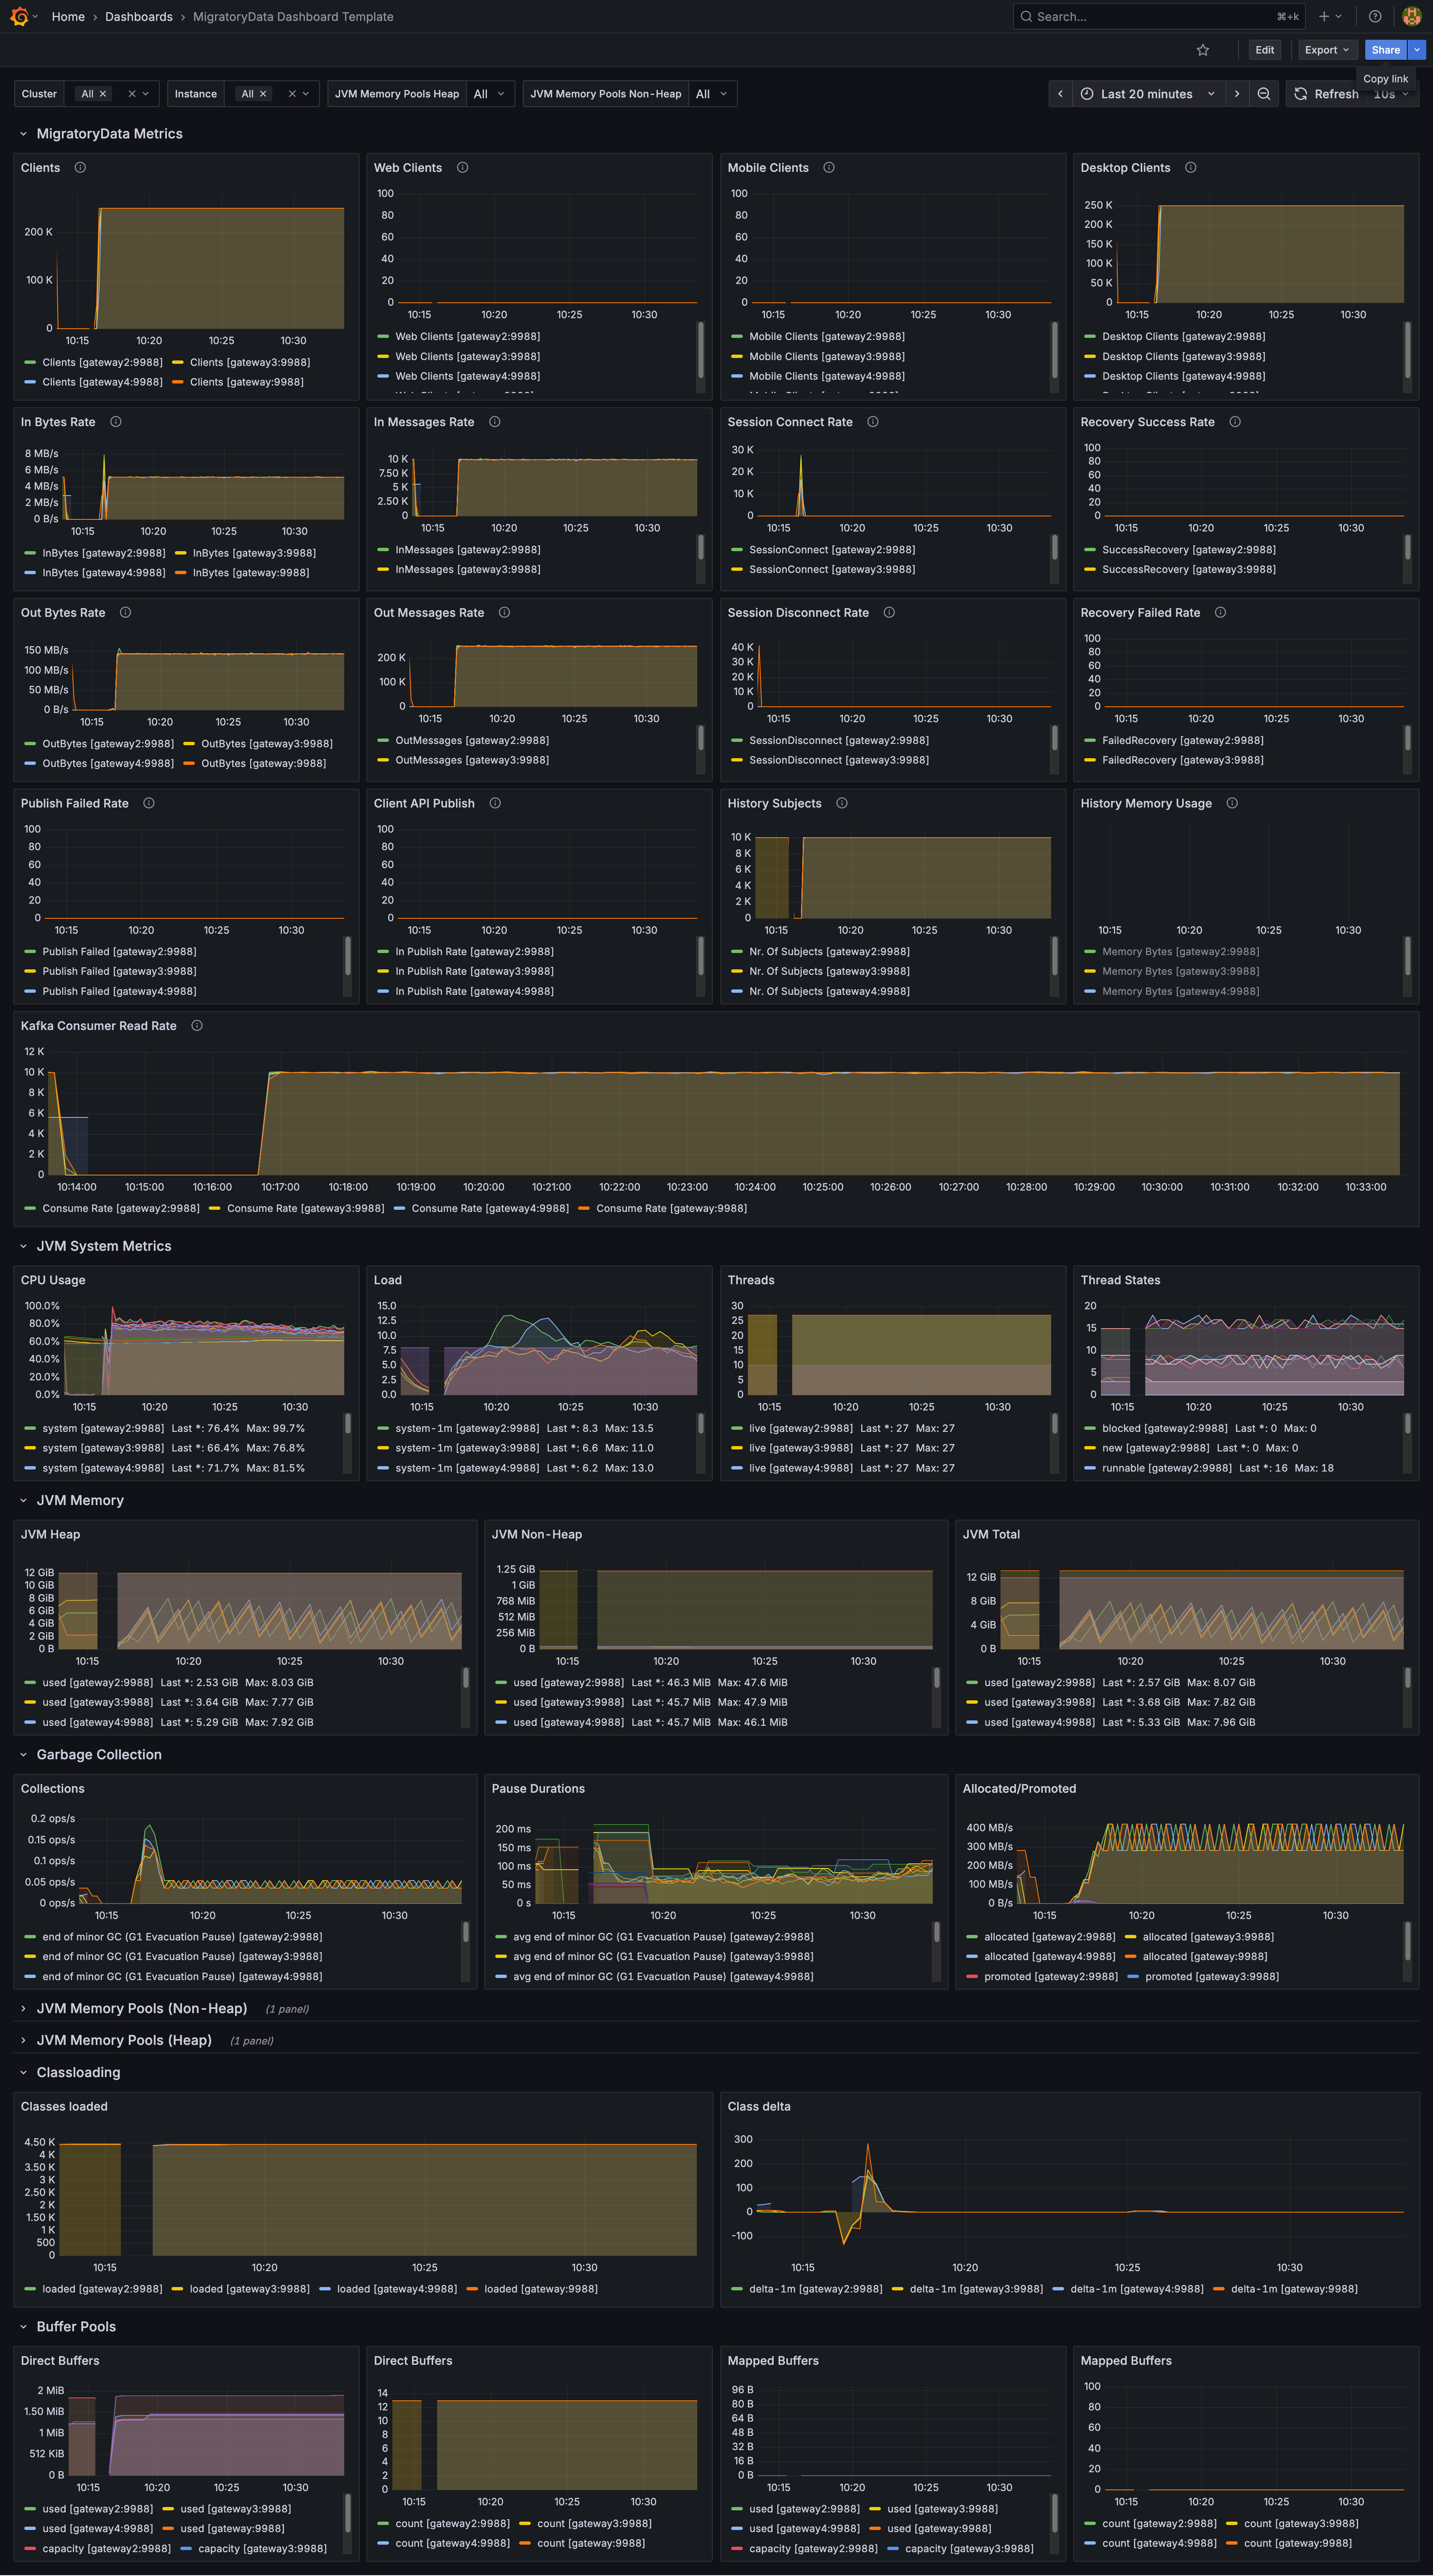 Home › Dashboards › MigratoryData Dashboard Template
Search... ⌘+k
Edit Export Share
Copy link
Cluster All Instance All JVM Memory Pools Heap All JVM Memory Pools Non-Heap All Last 20 minutes Refresh 10s
MigratoryData Metrics
Clients
200 K
100 K
0
10:15 10:20 10:25 10:30
Clients [gateway2:9988] Clients [gateway3:9988]
Clients [gateway4:9988] Clients [gateway:9988]
Web Clients
100
80
60
40
20
0
10:15 10:20 10:25 10:30
Web Clients [gateway2:9988]
Web Clients [gateway3:9988]
Web Clients [gateway4:9988]
Mobile Clients
100
80
60
40
20
0
10:15 10:20 10:25 10:30
Mobile Clients [gateway2:9988]
Mobile Clients [gateway3:9988]
Mobile Clients [gateway4:9988]
Desktop Clients
250 K
200 K
150 K
100 K
50 K
0
10:15 10:20 10:25 10:30
Desktop Clients [gateway2:9988]
Desktop Clients [gateway3:9988]
Desktop Clients [gateway4:9988]
In Bytes Rate
8 MB/s
6 MB/s
4 MB/s
2 MB/s
0 B/s
10:15 10:20 10:25 10:30
InBytes [gateway2:9988] InBytes [gateway3:9988]
InBytes [gateway4:9988] InBytes [gateway:9988]
In Messages Rate
10 K
7.50 K
5 K
2.50 K
0
10:15 10:20 10:25 10:30
InMessages [gateway2:9988]
InMessages [gateway3:9988]
Session Connect Rate
30 K
20 K
10 K
0
10:15 10:20 10:25 10:30
SessionConnect [gateway2:9988]
SessionConnect [gateway3:9988]
Recovery Success Rate
100
80
60
40
20
0
10:15 10:20 10:25 10:30
SuccessRecovery [gateway2:9988]
SuccessRecovery [gateway3:9988]
Out Bytes Rate
150 MB/s
100 MB/s
50 MB/s
0 B/s
10:15 10:20 10:25 10:30
OutBytes [gateway2:9988] OutBytes [gateway3:9988]
OutBytes [gateway4:9988] OutBytes [gateway:9988]
Out Messages Rate
200 K
100 K
0
10:15 10:20 10:25 10:30
OutMessages [gateway2:9988]
OutMessages [gateway3:9988]
Session Disconnect Rate
40 K
30 K
20 K
10 K
0
10:15 10:20 10:25 10:30
SessionDisconnect [gateway2:9988]
SessionDisconnect [gateway3:9988]
Recovery Failed Rate
100
80
60
40
20
0
10:15 10:20 10:25 10:30
FailedRecovery [gateway2:9988]
FailedRecovery [gateway3:9988]
Publish Failed Rate
100
80
60
40
20
0
10:15 10:20 10:25 10:30
Publish Failed [gateway2:9988]
Publish Failed [gateway3:9988]
Publish Failed [gateway4:9988]
Client API Publish
100
80
60
40
20
0
10:15 10:20 10:25 10:30
In Publish Rate [gateway2:9988]
In Publish Rate [gateway3:9988]
In Publish Rate [gateway4:9988]
History Subjects
10 K
8 K
6 K
4 K
2 K
0
10:15 10:20 10:25 10:30
Nr. Of Subjects [gateway2:9988]
Nr. Of Subjects [gateway3:9988]
Nr. Of Subjects [gateway4:9988]
History Memory Usage
10:15 10:20 10:25 10:30
Memory Bytes [gateway2:9988]
Memory Bytes [gateway3:9988]
Memory Bytes [gateway4:9988]
Kafka Consumer Read Rate
12 K
10 K
8 K
6 K
4 K
2 K
0
10:14:00 10:15:00 10:16:00 10:17:00 10:18:00 10:19:00 10:20:00 10:21:00 10:22:00 10:23:00 10:24:00 10:25:00 10:26:00 10:27:00 10:28:00 10:29:00 10:30:00 10:31:00 10:32:00 10:33:00
Consume Rate [gateway2:9988] Consume Rate [gateway3:9988] Consume Rate [gateway4:9988] Consume Rate [gateway:9988]
JVM System Metrics
CPU Usage
100.0%
80.0%
60.0%
40.0%
20.0%
0.0%
10:15 10:20 10:25 10:30
system [gateway2:9988] Last *: 76.4% Max: 99.7%
system [gateway3:9988] Last *: 66.4% Max: 76.8%
system [gateway4:9988] Last *: 71.7% Max: 81.5%
Load
15.0
12.5
10.0
7.5
5.0
2.5
0.0
10:15 10:20 10:25 10:30
system-1m [gateway2:9988] Last *: 8.3 Max: 13.5
system-1m [gateway3:9988] Last *: 6.6 Max: 11.0
system-1m [gateway4:9988] Last *: 6.2 Max: 13.0
Threads
30
25
20
15
10
5
0
10:15 10:20 10:25 10:30
live [gateway2:9988] Last *: 27 Max: 27
live [gateway3:9988] Last *: 27 Max: 27
live [gateway4:9988] Last *: 27 Max: 27
Thread States
20
15
10
5
0
10:15 10:20 10:25 10:30
blocked [gateway2:9988] Last *: 0 Max: 0
new [gateway2:9988] Last *: 0 Max: 0
runnable [gateway2:9988] Last *: 16 Max: 18
JVM Memory
JVM Heap
12 GiB
10 GiB
8 GiB
6 GiB
4 GiB
2 GiB
0 B
10:15 10:20 10:25 10:30
used [gateway2:9988] Last *: 2.53 GiB Max: 8.03 GiB
used [gateway3:9988] Last *: 3.64 GiB Max: 7.77 GiB
used [gateway4:9988] Last *: 5.29 GiB Max: 7.92 GiB
JVM Non-Heap
1.25 GiB
1 GiB
768 MiB
512 MiB
256 MiB
0 B
10:15 10:20 10:25 10:30
used [gateway2:9988] Last *: 46.3 MiB Max: 47.6 MiB
used [gateway3:9988] Last *: 45.7 MiB Max: 47.9 MiB
used [gateway4:9988] Last *: 45.7 MiB Max: 46.1 MiB
JVM Total
12 GiB
8 GiB
4 GiB
0 B
10:15 10:20 10:25 10:30
used [gateway2:9988] Last *: 2.57 GiB Max: 8.07 GiB
used [gateway3:9988] Last *: 3.68 GiB Max: 7.82 GiB
used [gateway4:9988] Last *: 5.33 GiB Max: 7.96 GiB
Garbage Collection
Collections
0.2 ops/s
0.15 ops/s
0.1 ops/s
0.05 ops/s
0 ops/s
10:15 10:20 10:25 10:30
end of minor GC (G1 Evacuation Pause) [gateway2:9988]
end of minor GC (G1 Evacuation Pause) [gateway3:9988]
end of minor GC (G1 Evacuation Pause) [gateway4:9988]
Pause Durations
200 ms
150 ms
100 ms
50 ms
0 s
10:15 10:20 10:25 10:30
avg end of minor GC (G1 Evacuation Pause) [gateway2:9988]
avg end of minor GC (G1 Evacuation Pause) [gateway3:9988]
avg end of minor GC (G1 Evacuation Pause) [gateway4:9988]
Allocated/Promoted
400 MB/s
300 MB/s
200 MB/s
100 MB/s
0 B/s
10:15 10:20 10:25 10:30
allocated [gateway2:9988] allocated [gateway3:9988]
allocated [gateway4:9988] allocated [gateway:9988]
promoted [gateway2:9988] promoted [gateway3:9988]
JVM Memory Pools (Non-Heap) (1 panel)
JVM Memory Pools (Heap) (1 panel)
Classloading
Classes loaded
4.50 K
4 K
3.50 K
3 K
2.50 K
2 K
1.50 K
1 K
500
0
10:15 10:20 10:25 10:30
loaded [gateway2:9988] loaded [gateway3:9988] loaded [gateway4:9988] loaded [gateway:9988]
Class delta
300
200
100
0
-100
10:15 10:20 10:25 10:30
delta-1m [gateway2:9988] delta-1m [gateway3:9988] delta-1m [gateway4:9988] delta-1m [gateway:9988]
Buffer Pools
Direct Buffers
2 MiB
1.50 MiB
1 MiB
512 KiB
0 B
10:15 10:20 10:25 10:30
used [gateway2:9988] used [gateway3:9988]
used [gateway4:9988] used [gateway:9988]
capacity [gateway2:9988] capacity [gateway3:9988]
Direct Buffers
14
12
10
8
6
4
2
0
10:15 10:20 10:25 10:30
count [gateway2:9988] count [gateway3:9988]
count [gateway4:9988] count [gateway:9988]
Mapped Buffers
96 B
80 B
64 B
48 B
32 B
16 B
0 B
10:15 10:20 10:25 10:30
used [gateway2:9988] used [gateway3:9988]
used [gateway4:9988] used [gateway:9988]
capacity [gateway2:9988] capacity [gateway3:9988]
Mapped Buffers
100
80
60
40
20
0
10:15 10:20 10:25 10:30
count [gateway2:9988] count [gateway3:9988]
count [gateway4:9988] count [gateway:9988]